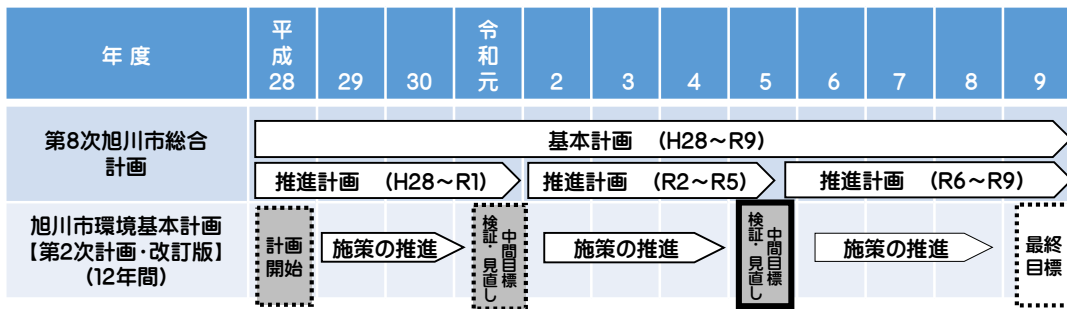 年度
平成28
29
30
令和元
2
3
4
5
6
7
8
9
第8次旭川市総合
計画
基本計画 (H28～R9)
推進計画 (H28～R1)
推進計画 (R2～R5)
推進計画 (R6～R9)
旭川市環境基本計画
【第2次計画・改訂版】
(12年間)
計画
開始
施策の推進
中間目標
検証・見直し
施策の推進
中間目標
検証・見直し
施策の推進
最終
目標